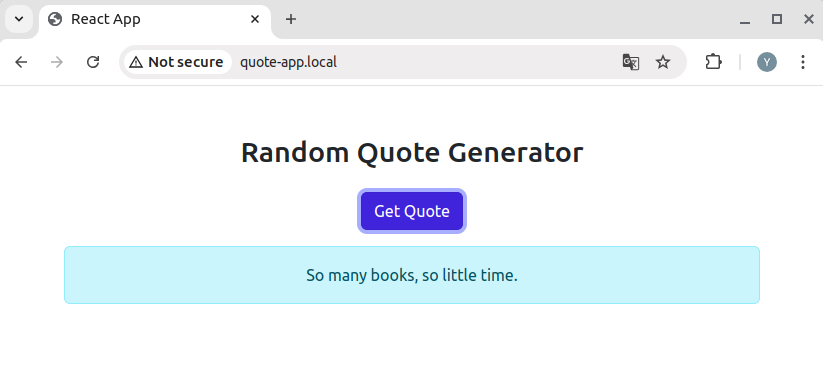 React App
Not secure
quote-app.local
Y
Random Quote Generator
Get Quote
So many books, so little time.